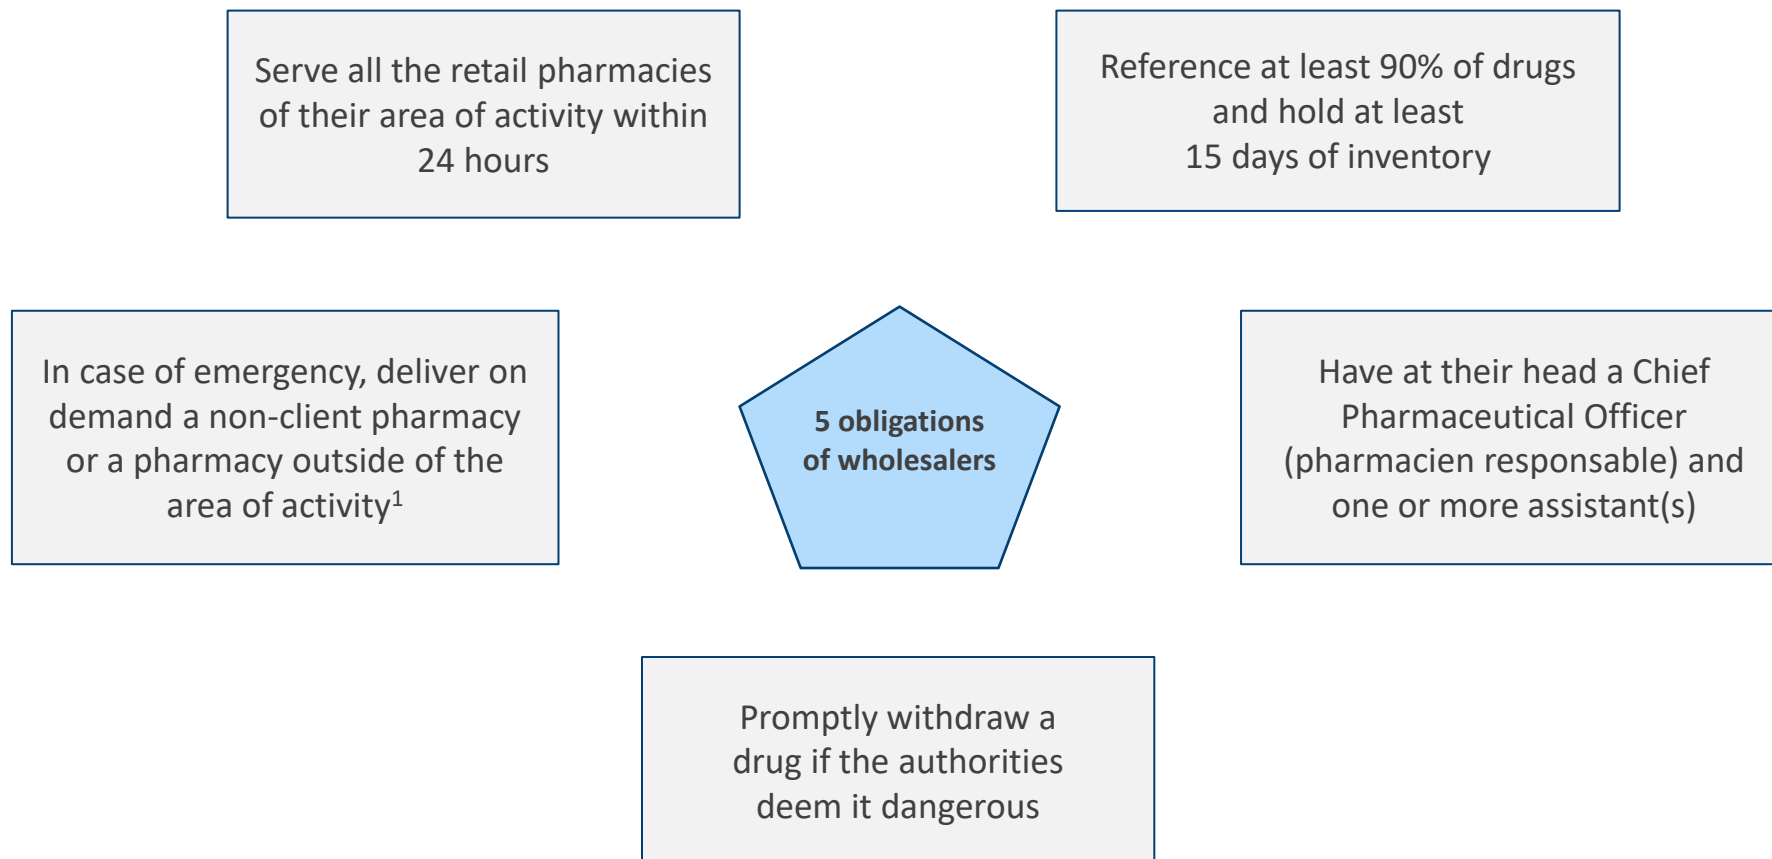 Serve all the retail pharmacies
of their area of activity within
24 hours
Reference at least 90% of drugs
and hold at least
15 days of inventory
In case of emergency, deliver on
demand a non-client pharmacy
or a pharmacy outside of the
area of activity¹
5 obligations
of wholesalers
Have at their head a Chief
Pharmaceutical Officer
(pharmacien responsable) and
one or more assistant(s)
Promptly withdraw a
drug if the authorities
deem it dangerous